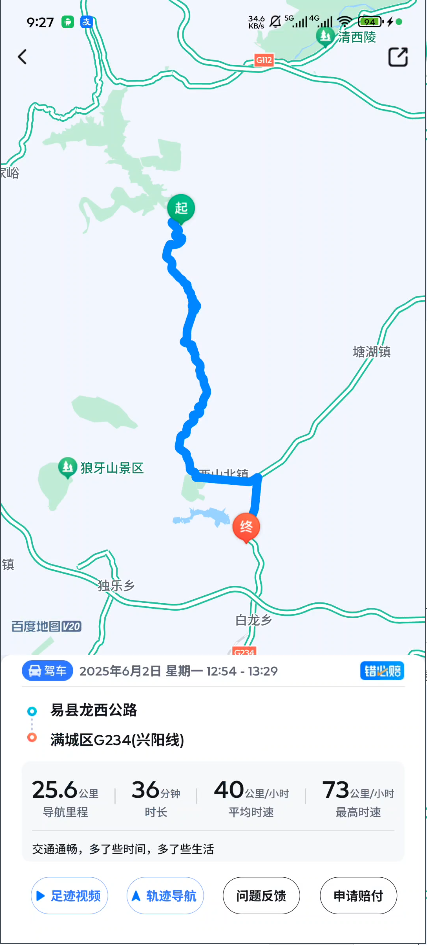 9:27
34.6 KB/s 5G 4G 94
清西陵
G112
家峪
起
塘湖镇
狼牙山景区
西山北镇
终
镇
独乐乡
白龙乡
百度地图V20
G234
驾车 2025年6月2日 星期一 12:54 - 13:29
错必赔
易县龙西公路
满城区G234(兴阳线)
25.6公里 36分钟 40公里/小时 73公里/小时
导航里程 时长 平均时速 最高时速
交通通畅，多了些时间，多了些生活
足迹视频 轨迹导航 问题反馈 申请赔付